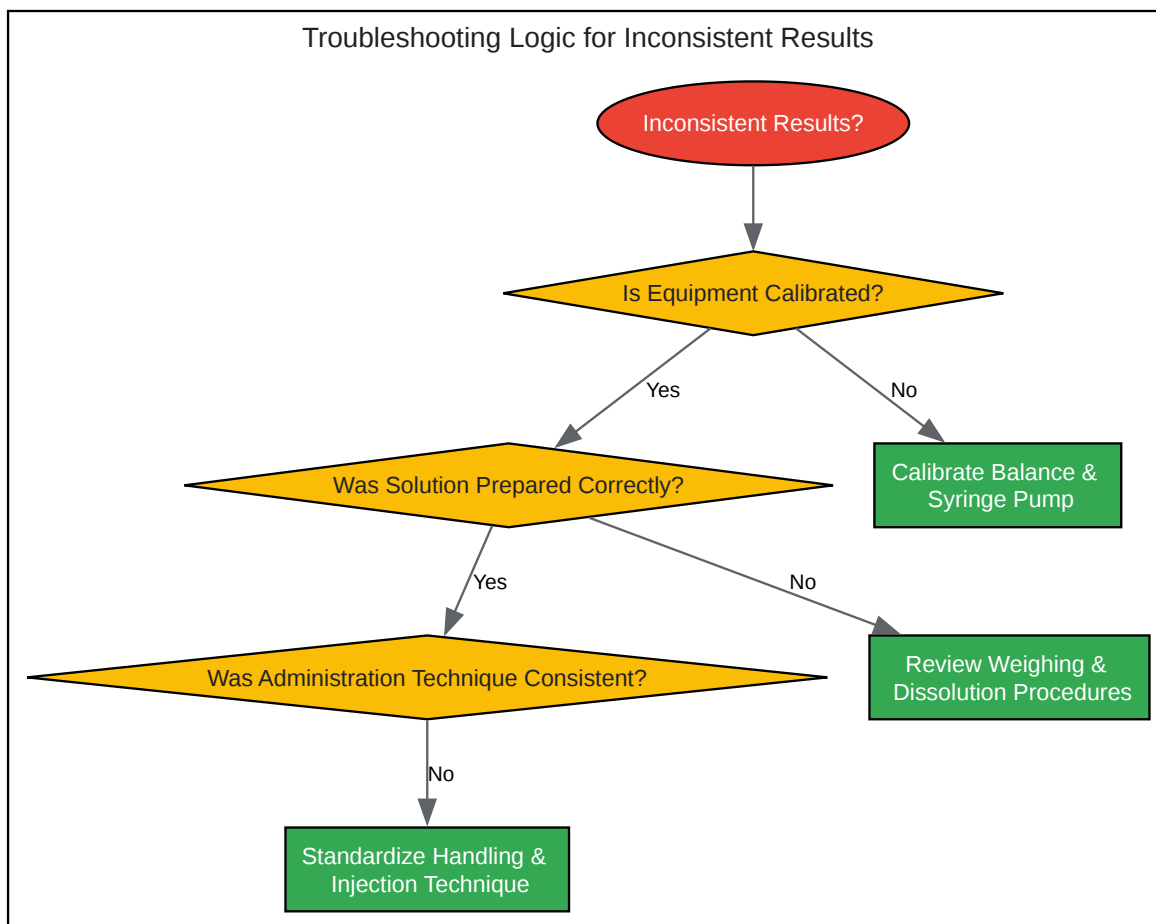 Troubleshooting Logic for Inconsistent Results
Inconsistent Results?
Is Equipment Calibrated?
Yes
No
Calibrate Balance &
Syringe Pump
Was Solution Prepared Correctly?
Yes
No
Review Weighing &
Dissolution Procedures
Was Administration Technique Consistent?
No
Standardize Handling &
Injection Technique